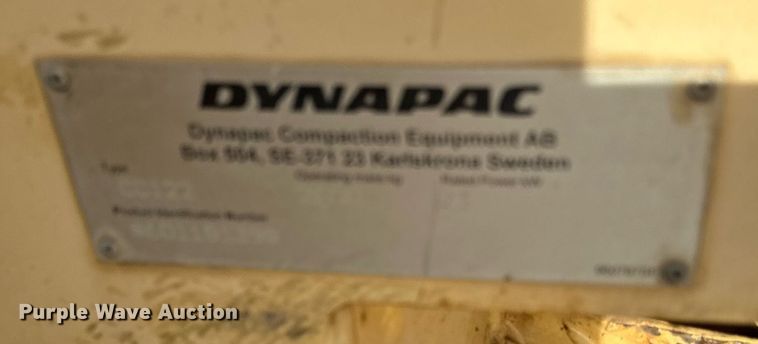 DYNAPAC
Dynapac Compaction Equipment AB
Box 504, SE-371 23 Karlskrona Sweden
Type
Operating mass kg
Rated Power kW
Product Identification Number
Purple Wave Auction